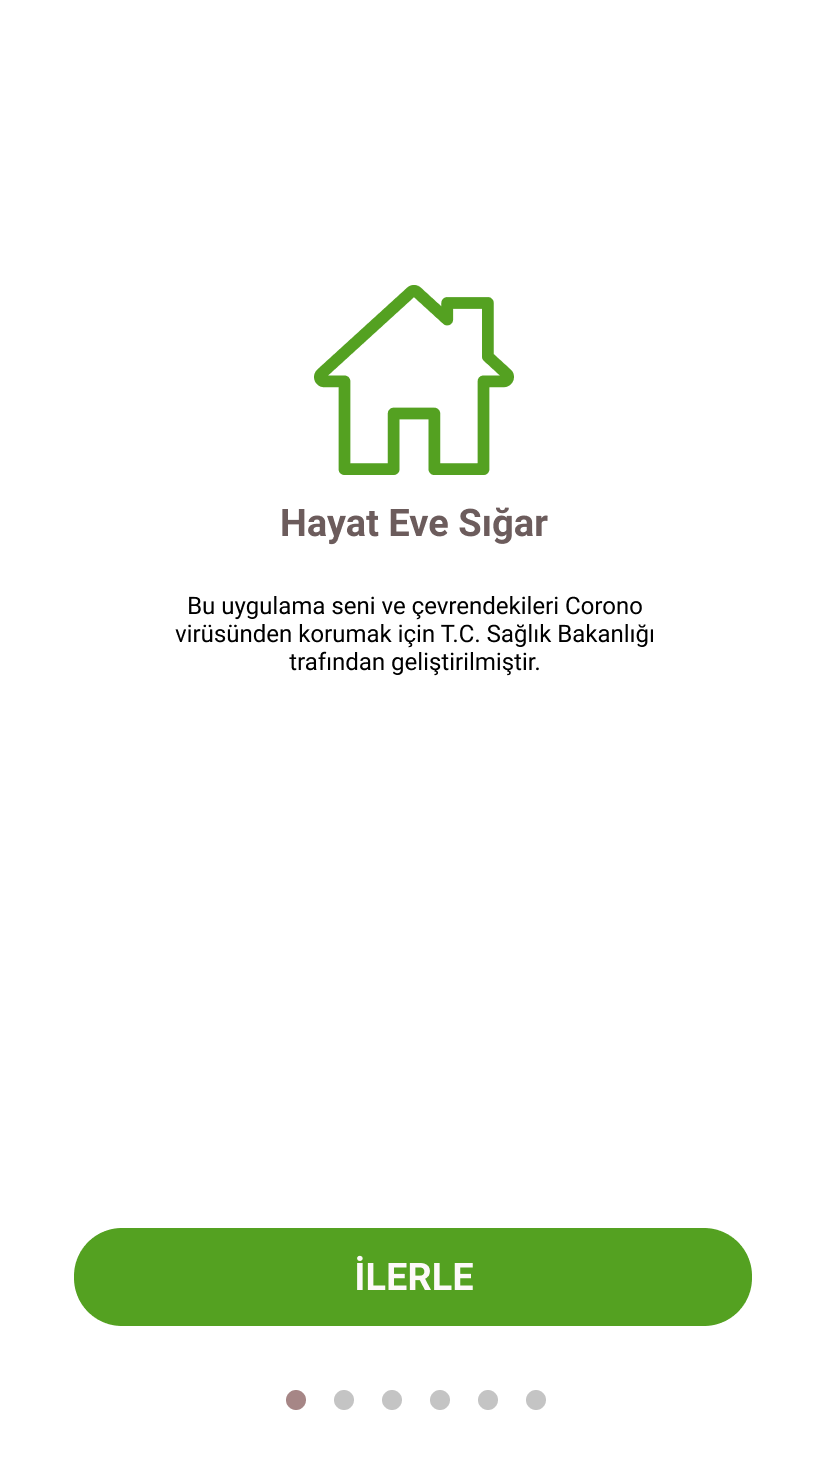 Hayat Eve Sığar
Bu uygulama seni ve çevrendekileri Corono
virüsünden korumak için T.C. Sağlık Bakanlığı
trafından geliştirilmiştir.
İLERLE